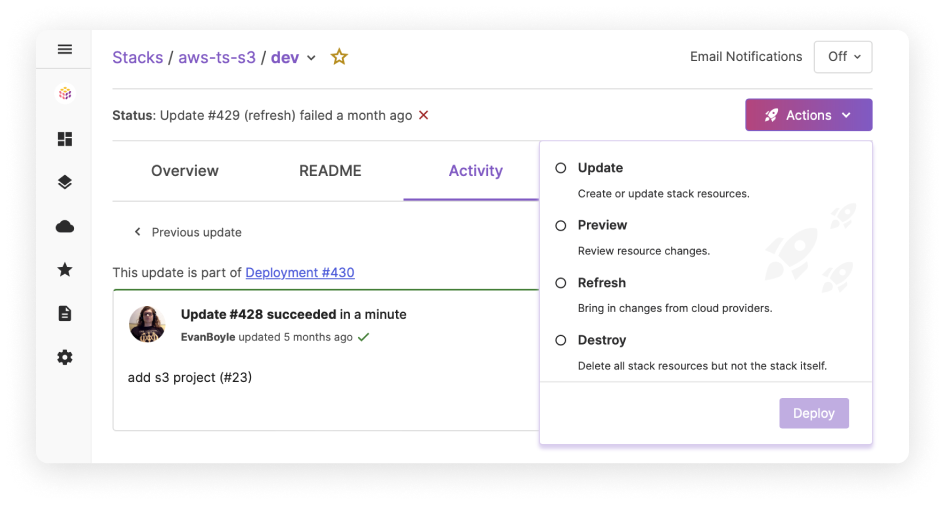 Stacks / aws-ts-s3 / dev
Email Notifications
Off
Status: Update #429 (refresh) failed a month ago
Actions
Overview
README
Activity
Previous update
This update is part of Deployment #430
Update #428 succeeded in a minute
EvanBoyle updated 5 months ago
add s3 project (#23)
Update
Create or update stack resources.
Preview
Review resource changes.
Refresh
Bring in changes from cloud providers.
Destroy
Delete all stack resources but not the stack itself.
Deploy